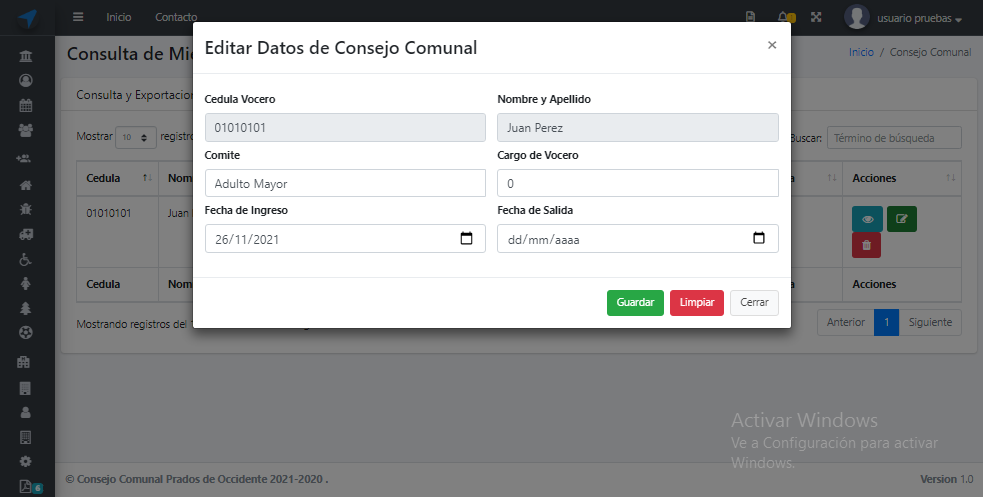 Inicio Contacto usuario pruebas
Consulta de Mie
Inicio / Consejo Comunal
Editar Datos de Consejo Comunal ×
Consulta y Exportacion
Cedula Vocero Nombre y Apellido
01010101 Juan Perez
Mostrar 10 registro
Buscar: Término de búsqueda
Comite Cargo de Vocero
Adulto Mayor 0
Cedula Nom a Acciones
Fecha de Ingreso Fecha de Salida
26/11/2021 dd/mm/aaaa
01010101 Juan
Cedula Nom a Acciones
Guardar Limpiar Cerrar
Mostrando registros del
Anterior 1 Siguiente
Activar Windows
Ve a Configuración para activar
Windows.
© Consejo Comunal Prados de Occidente 2021-2020 . Version 1.0
6